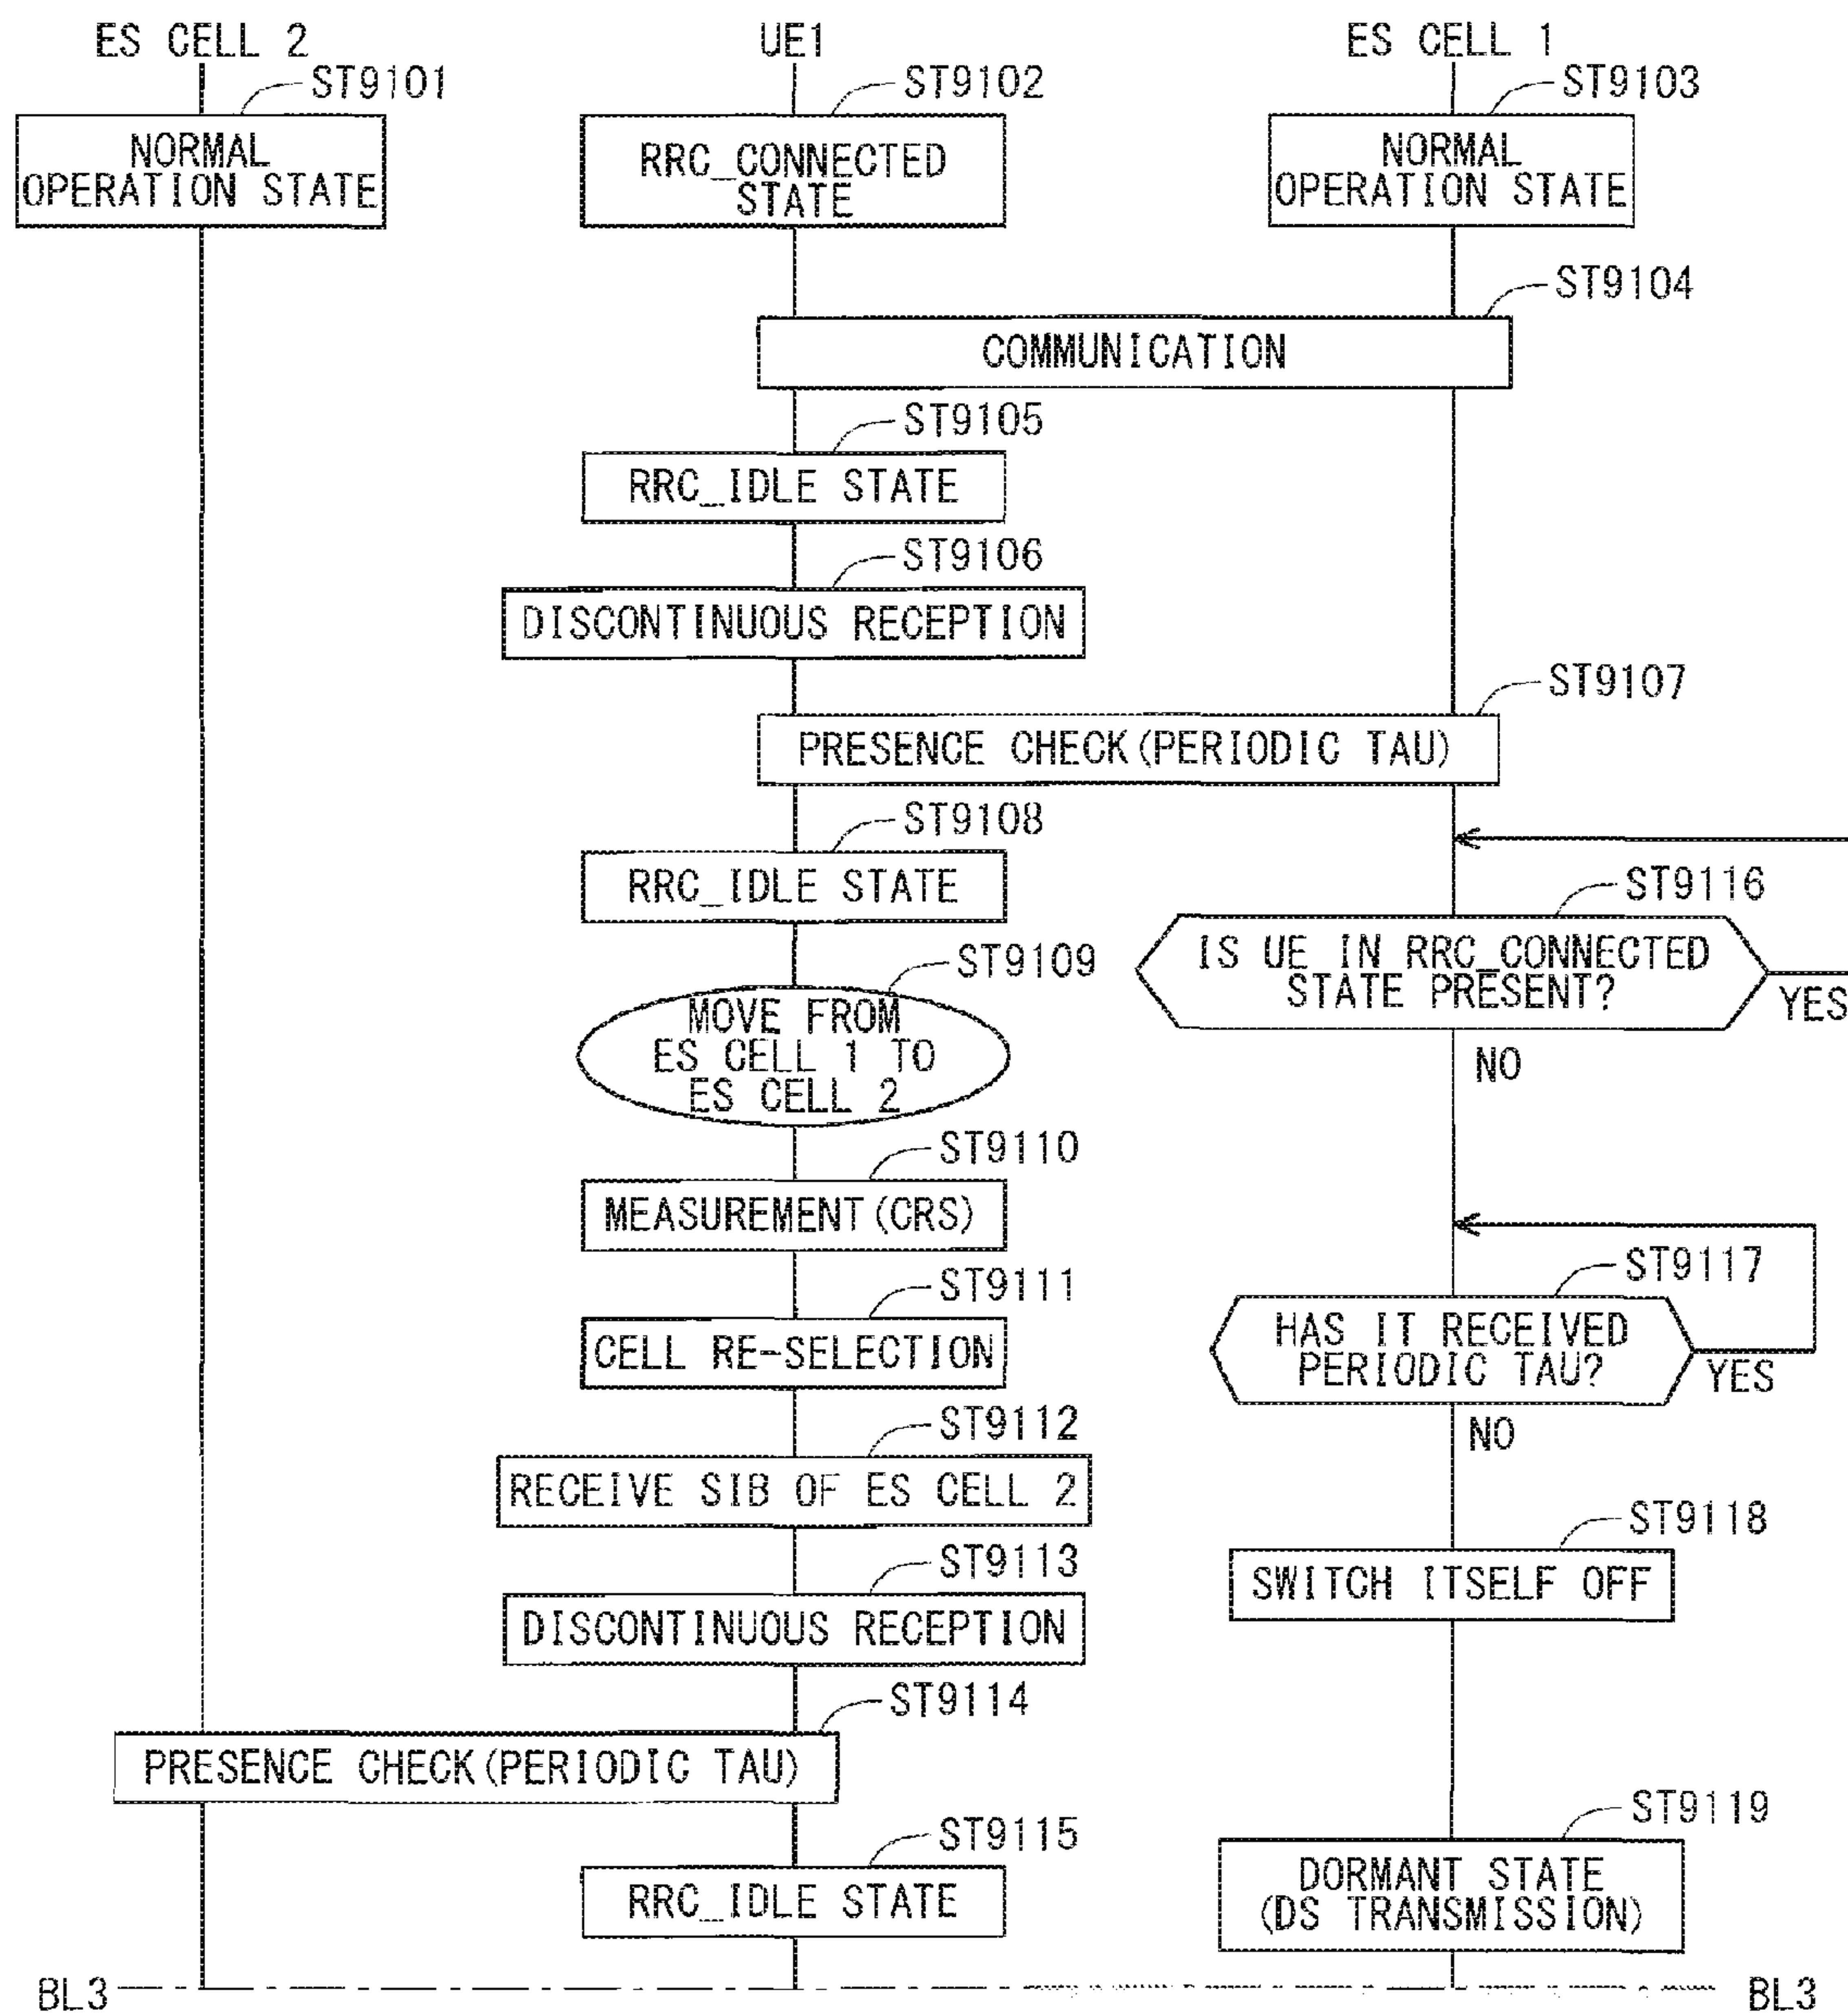 ES CELL 2
UE1
ES CELL 1
ST9101
ST9102
ST9103
NORMAL
OPERATION STATE
RRC_CONNECTED
STATE
NORMAL
OPERATION STATE
ST9104
COMMUNICATION
ST9105
RRC_IDLE STATE
ST9106
DISCONTINUOUS RECEPTION
ST9107
PRESENCE CHECK(PERIODIC TAU)
ST9108
RRC_IDLE STATE
ST9116
IS UE IN RRC_CONNECTED
STATE PRESENT?
YES
NO
ST9109
MOVE FROM
ES CELL 1 TO
ES CELL 2
ST9110
MEASUREMENT(CRS)
ST9111
CELL RE-SELECTION
ST9117
HAS IT RECEIVED
PERIODIC TAU?
YES
NO
ST9112
RECEIVE SIB OF ES CELL 2
ST9118
SWITCH ITSELF OFF
ST9113
DISCONTINUOUS RECEPTION
ST9114
PRESENCE CHECK(PERIODIC TAU)
ST9115
RRC_IDLE STATE
ST9119
DORMANT STATE
(DS TRANSMISSION)
BL3
BL3